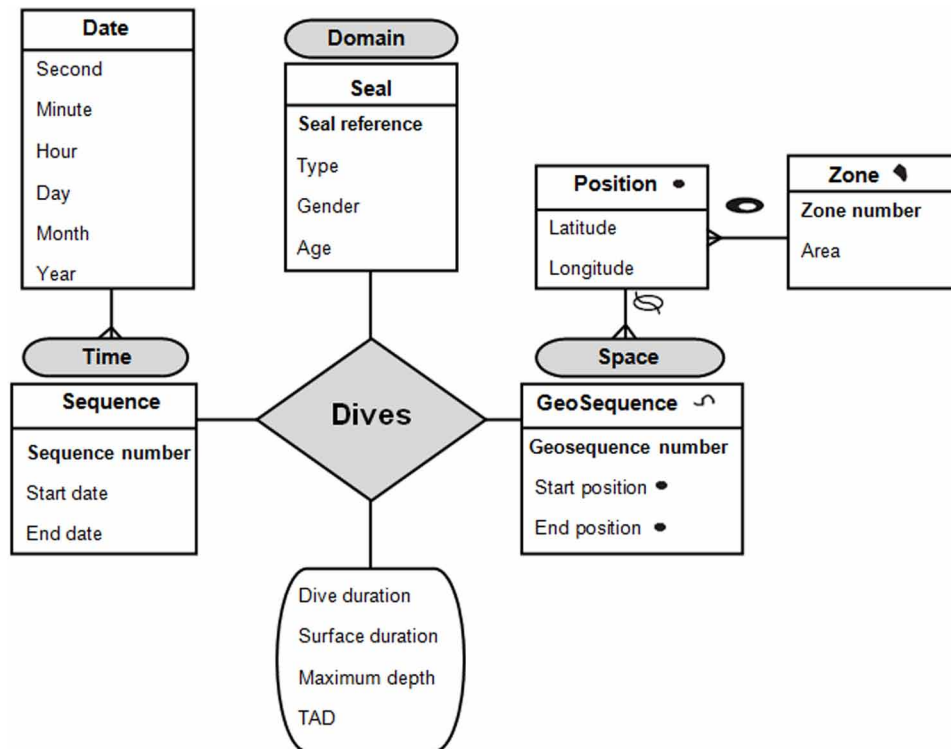 Date
Second
Minute
Hour
Day
Month
Year
Time
Sequence
Sequence number
Start date
End date
Domain
Seal
Seal reference
Type
Gender
Age
Dives
Dive duration
Surface duration
Maximum depth
TAD
Position
Latitude
Longitude
Zone
Zone number
Area
Space
GeoSequence
Geosequence number
Start position
End position